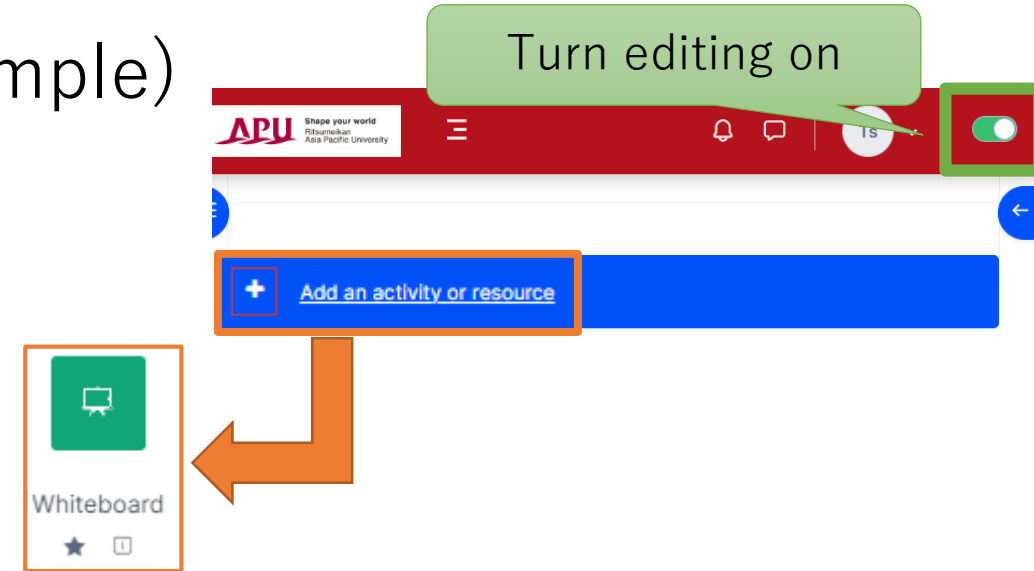 mple)
Turn editing on
APU
Shape your world
Ritsumeikan
Asia Pacific University
Ts
Add an activity or resource
Whiteboard